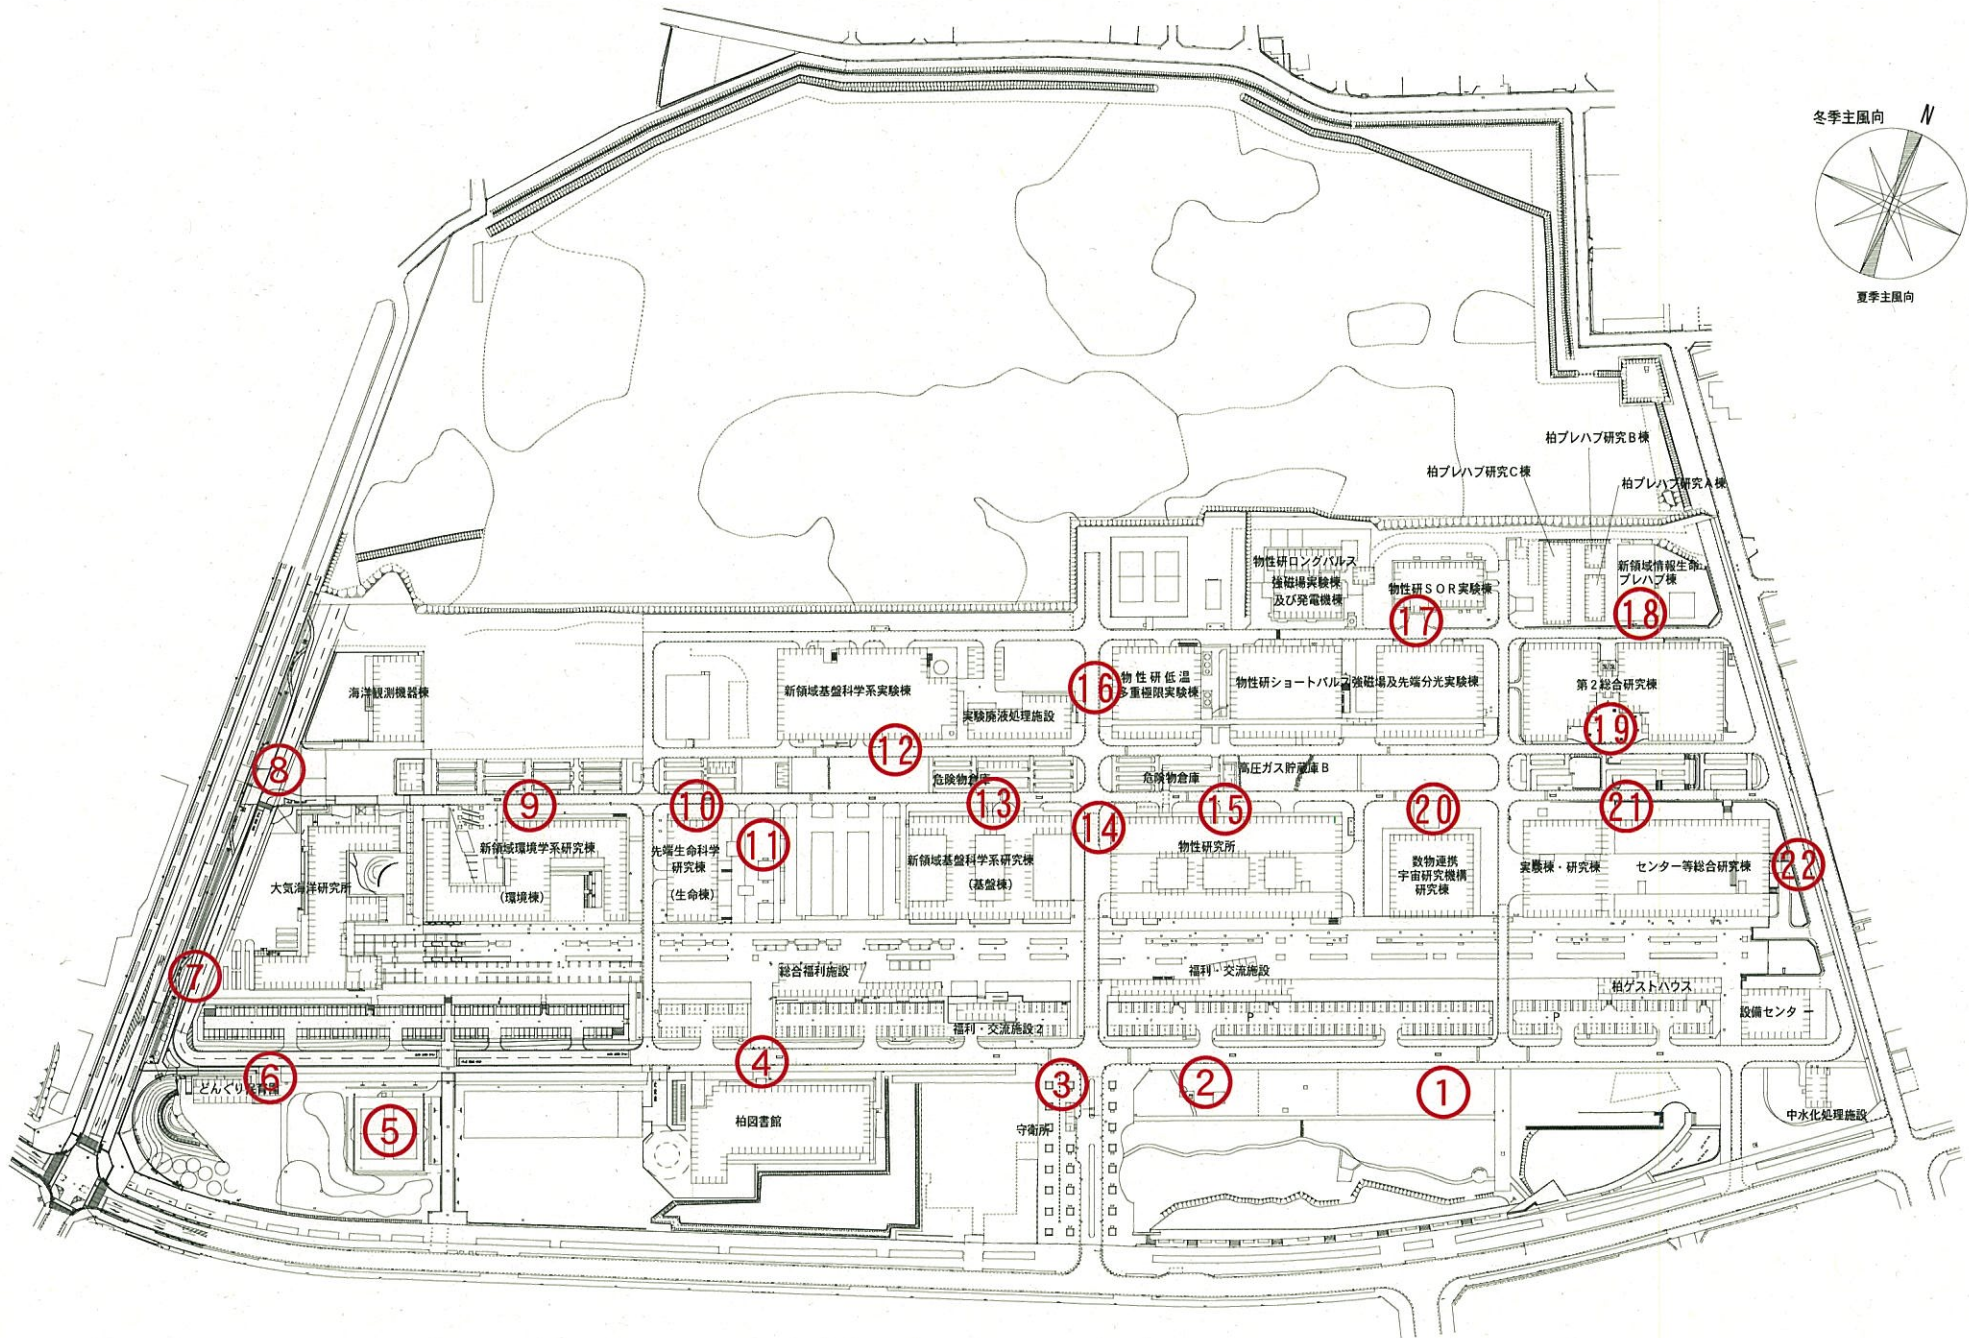 冬季主風向
N
夏季主風向
柏プレハブ研究B棟
柏プレハブ研究C棟
柏プレハブ研究A棟
物性研ロングパルス
強磁場実験棟
及び発電機棟
物性研SOR実験棟
新領域情報生命
プレハブ棟
17
18
海洋観測機器棟
新領域基盤科学系実験棟
実験廃液処理施設
16
物性研低温
多重極限実験棟
物性研ショートパルス強磁場及先端分光実験棟
第2総合研究棟
19
8
12
危険物倉庫
危険物倉庫
高圧ガス貯蔵庫B
9
10
13
15
20
21
11
14
大気海洋研究所
新領域環境学系研究棟
(環境棟)
先端生命科学
研究棟
(生命棟)
新領域基盤科学系研究棟
(基盤棟)
物性研究所
数物連携
宇宙研究機構
研究棟
実験棟・研究棟
センター等総合研究棟
22
7
総合福利施設
福利・交流施設
柏ゲストハウス
福利・交流施設2
P
P
設備センター
6
どんぐり保育園
4
3
2
1
5
柏図書館
守衛所
中水化処理施設